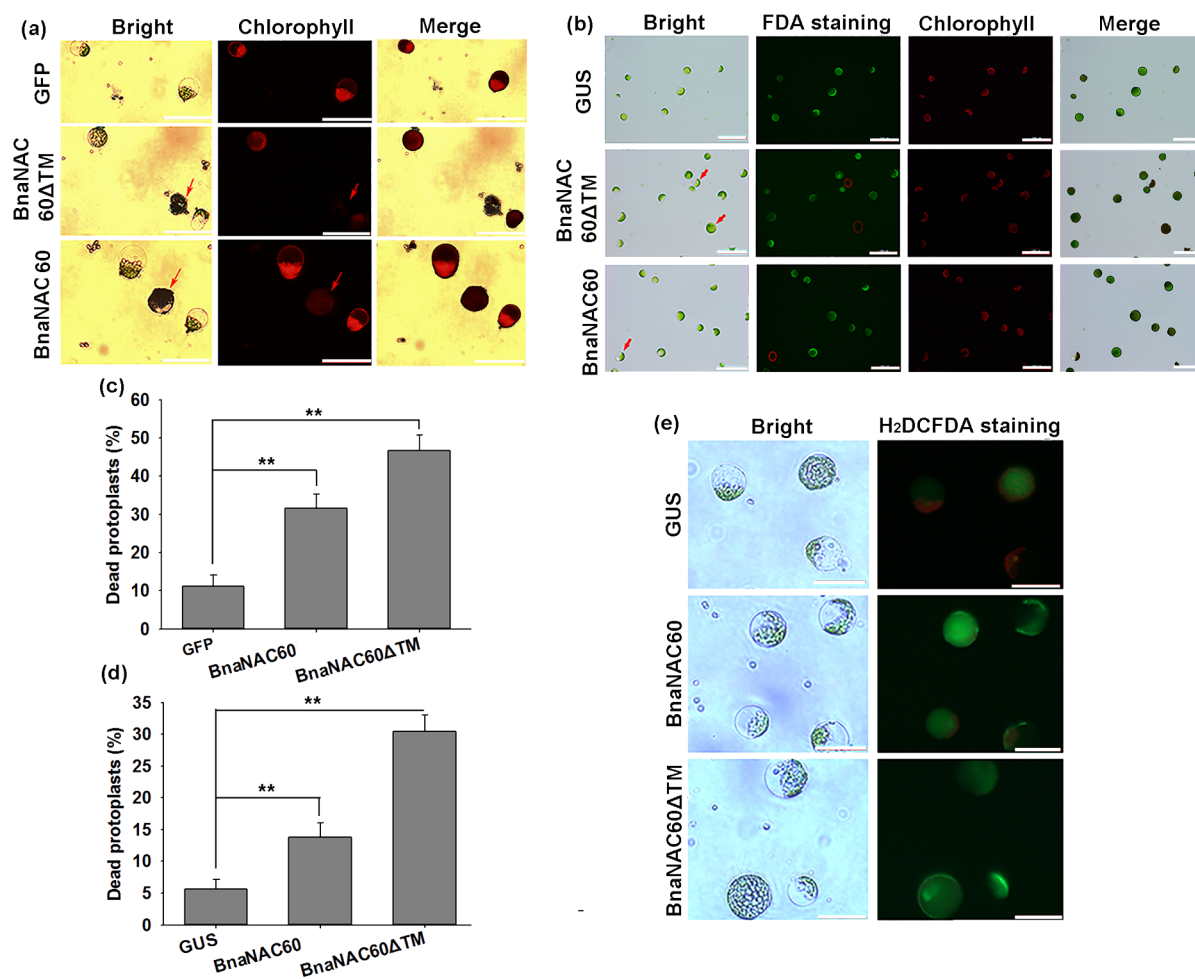 (a)
Bright Chlorophyll Merge
GFP
BnaNAC
60ΔTM
BnaNAC 60
(b)
Bright FDA staining Chlorophyll Merge
GUS
BnaNAC
60ΔTM
BnaNAC60
(c)
Dead protoplasts (%)
60
50
40
30
20
10
0
**
**
GFP
BnaNAC60
BnaNAC60ΔTM
(d)
Dead protoplasts (%)
35
30
25
20
15
10
5
0
**
**
GUS
BnaNAC60
BnaNAC60ΔTM
(e)
Bright H₂DCFDA staining
GUS
BnaNAC60
BnaNAC60ΔTM